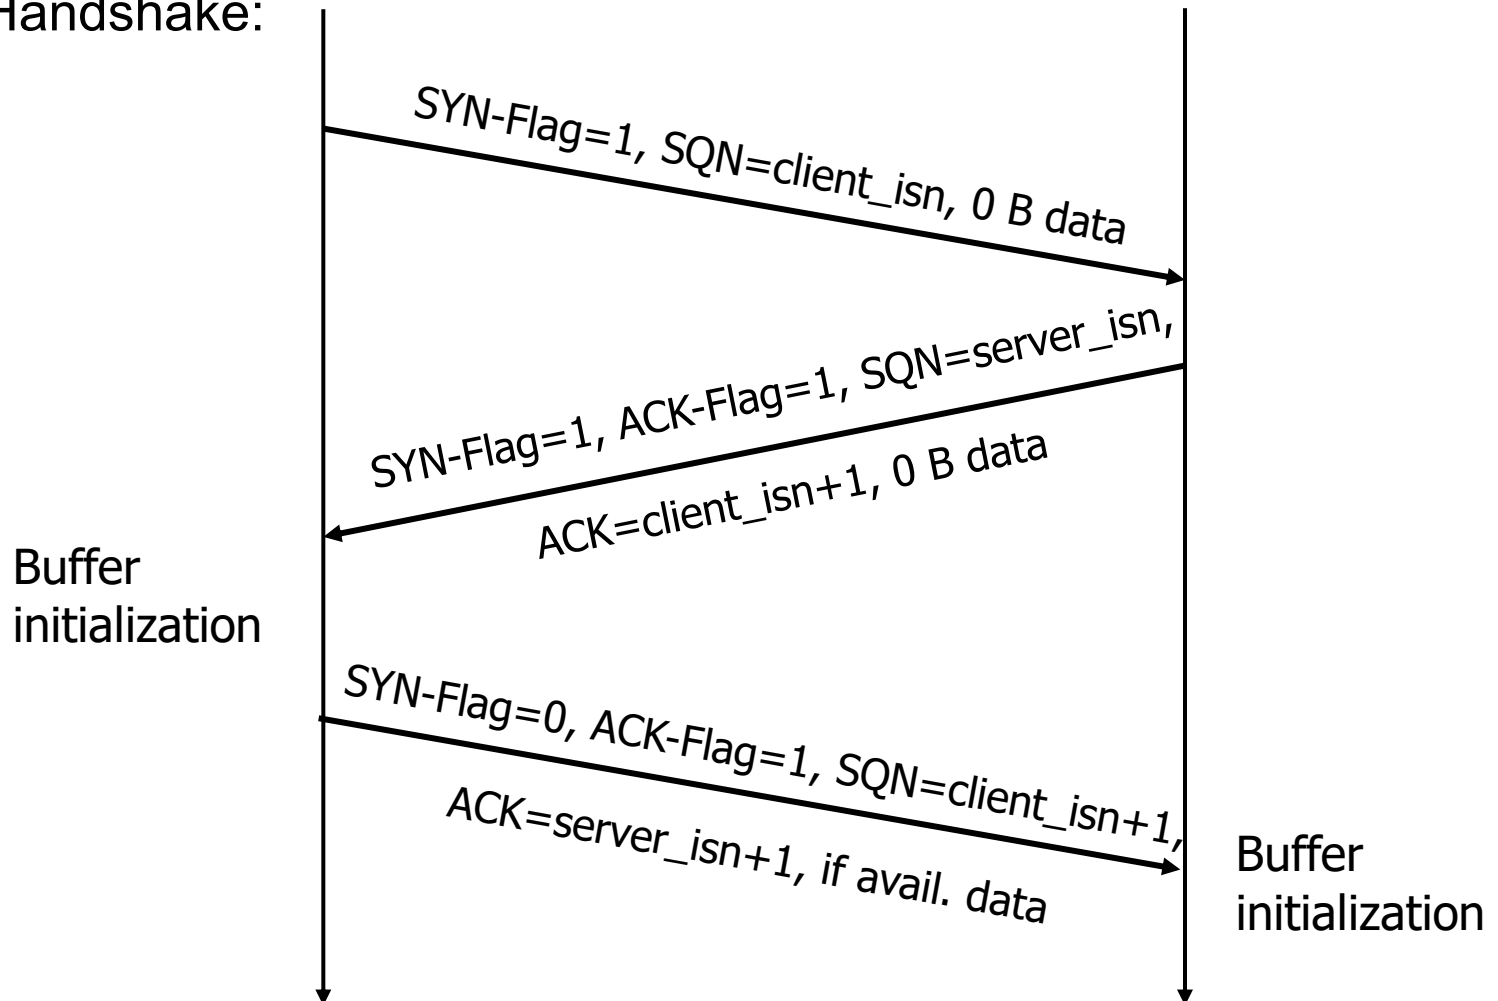 Handshake:
SYN-Flag=1, SQN=client_isn, 0 B data
SYN-Flag=1, ACK-Flag=1, SQN=server_isn,
ACK=client_isn+1, 0 B data
Buffer
initialization
SYN-Flag=0, ACK-Flag=1, SQN=client_isn+1,
ACK=server_isn+1, if avail. data
Buffer
initialization